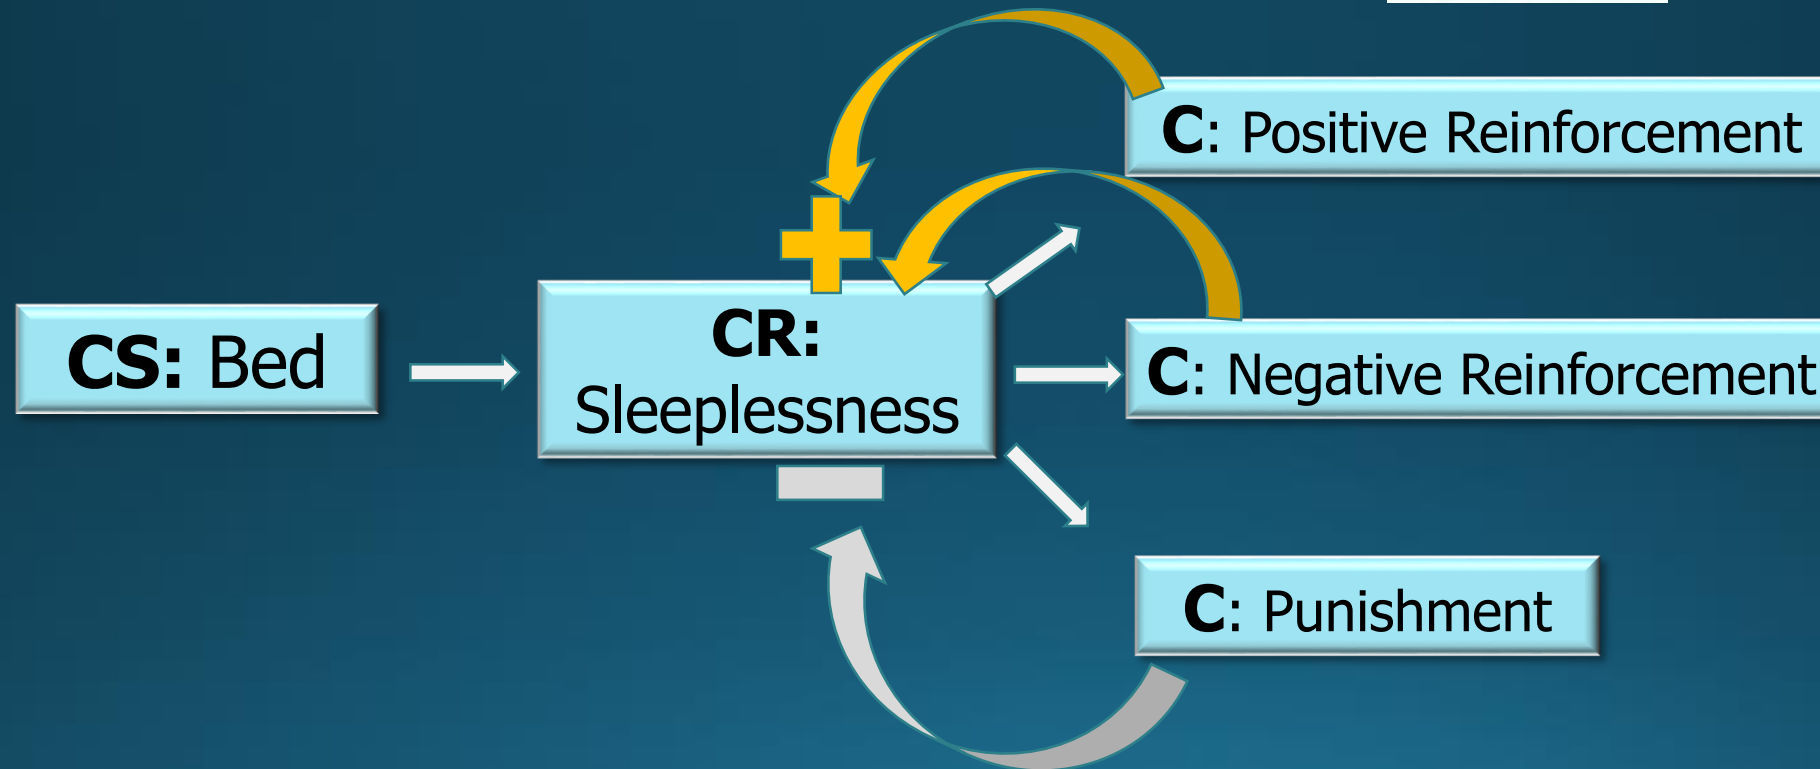 C: Positive Reinforcement
CS: Bed
CR:
Sleeplessness
C: Negative Reinforcement
C: Punishment